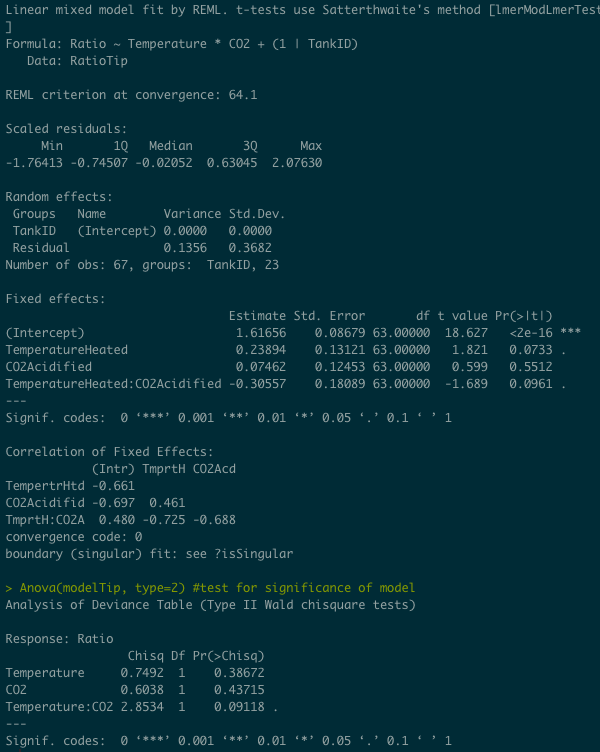 Linear mixed model fit by REML. t-tests use Satterthwaite's method [lmerModLmerTest
]
Formula: Ratio ~ Temperature * CO2 + (1 | TankID)
   Data: RatioTip

REML criterion at convergence: 64.1

Scaled residuals:
     Min       1Q   Median       3Q      Max
-1.76413 -0.74507 -0.02052  0.63045  2.07630

Random effects:
 Groups   Name        Variance Std.Dev.
 TankID   (Intercept) 0.0000   0.0000
 Residual             0.1356   0.3682
Number of obs: 67, groups:  TankID, 23

Fixed effects:
                              Estimate Std. Error       df t value Pr(>|t|)
(Intercept)                    1.61656    0.08679 63.00000  18.627   <2e-16 ***
TemperatureHeated              0.23894    0.13121 63.00000   1.821   0.0733 .
CO2Acidified                   0.07462    0.12453 63.00000   0.599   0.5512
TemperatureHeated:CO2Acidified -0.30557    0.18089 63.00000  -1.689   0.0961 .
---
Signif. codes:  0 ‘***’ 0.001 ‘**’ 0.01 ‘*’ 0.05 ‘.’ 0.1 ‘ ’ 1

Correlation of Fixed Effects:
            (Intr) TmprtH CO2Acd
TempertrHtd -0.661
CO2Acidifid -0.697  0.461
TmprtH:CO2A  0.480 -0.725 -0.688
convergence code: 0
boundary (singular) fit: see ?isSingular

> Anova(modelTip, type=2) #test for significance of model
Analysis of Deviance Table (Type II Wald chisquare tests)

Response: Ratio
                 Chisq Df Pr(>Chisq)
Temperature     0.7492  1    0.38672
CO2             0.6038  1    0.43715
Temperature:CO2 2.8534  1    0.09118 .
---
Signif. codes:  0 ‘***’ 0.001 ‘**’ 0.01 ‘*’ 0.05 ‘.’ 0.1 ‘ ’ 1